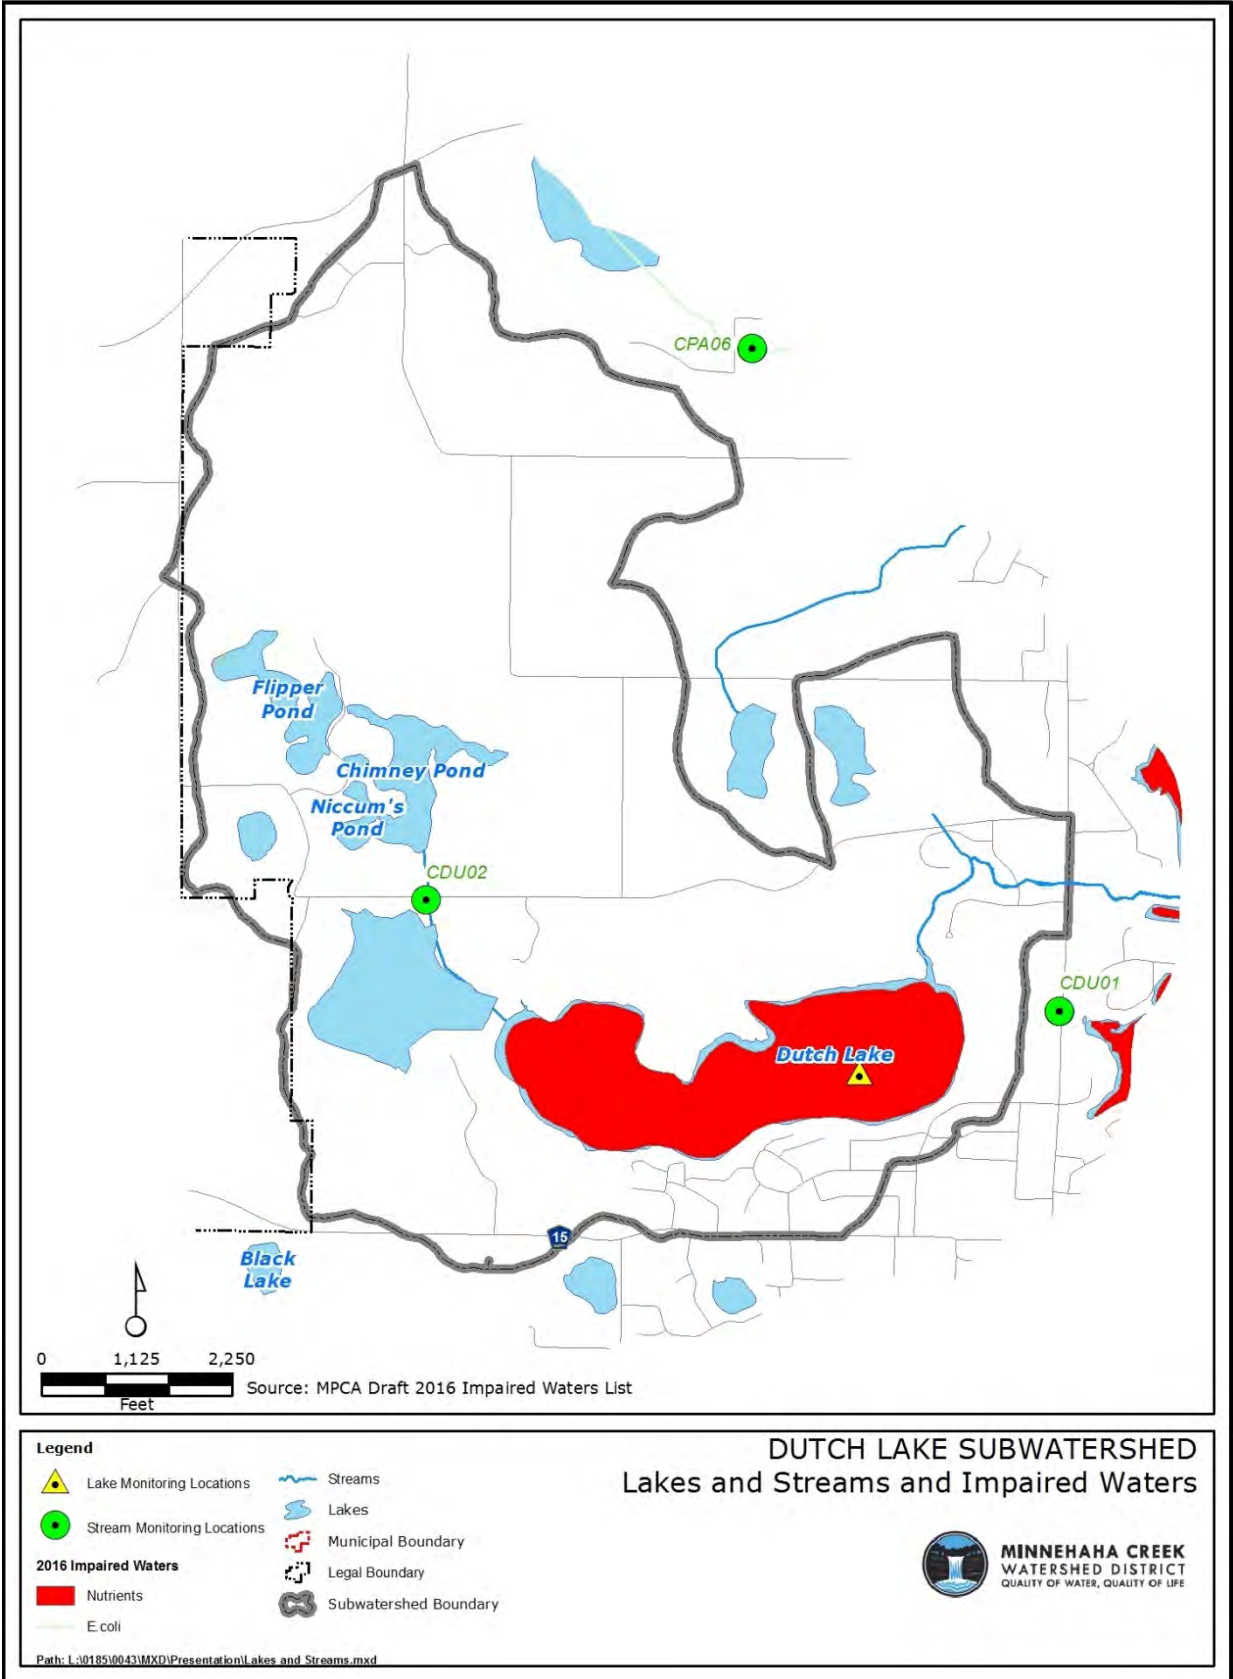 CPA06
Flipper
Pond
Chimney Pond
Niccum's
Pond
CDU02
CDU01
Dutch Lake
15
Black
Lake
0 1,125 2,250
Feet
Source: MPCA Draft 2016 Impaired Waters List
Legend
Lake Monitoring Locations
Stream Monitoring Locations
2016 Impaired Waters
Nutrients
E.coli
Streams
Lakes
Municipal Boundary
Legal Boundary
Subwatershed Boundary
Path: L:\0185\0043\MXD\Presentation\Lakes and Streams.mxd
DUTCH LAKE SUBWATERSHED
Lakes and Streams and Impaired Waters
MINNEHAHA CREEK
WATERSHED DISTRICT
QUALITY OF WATER, QUALITY OF LIFE